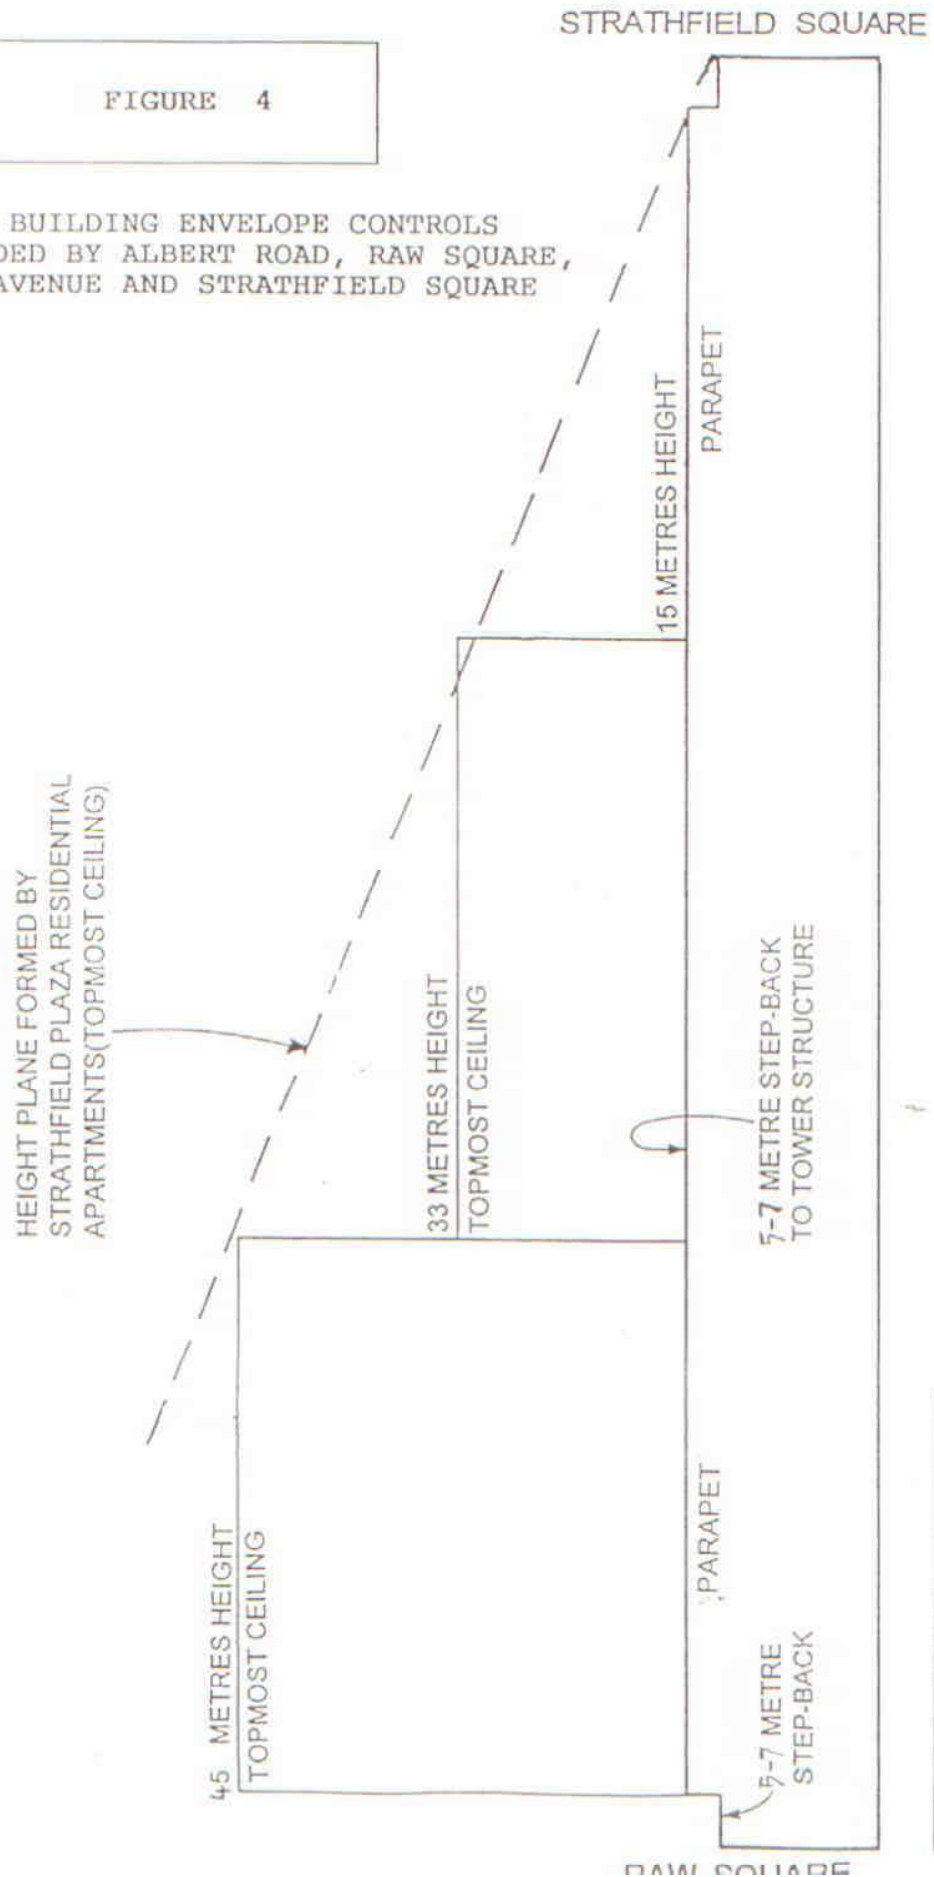 STRATHFIELD SQUARE
FIGURE 4
BUILDING ENVELOPE CONTROLS
DED BY ALBERT ROAD, RAW SQUARE,
AVENUE AND STRATHFIELD SQUARE
HEIGHT PLANE FORMED BY
STRATHFIELD PLAZA RESIDENTIAL
APARTMENTS(TOPMOST CEILING)
15 METRES HEIGHT
PARAPET
33 METRES HEIGHT
TOPMOST CEILING
5-7 METRE STEP-BACK
TO TOWER STRUCTURE
45 METRES HEIGHT
TOPMOST CEILING
PARAPET
5-7 METRE
STEP-BACK
RAW SQUARE